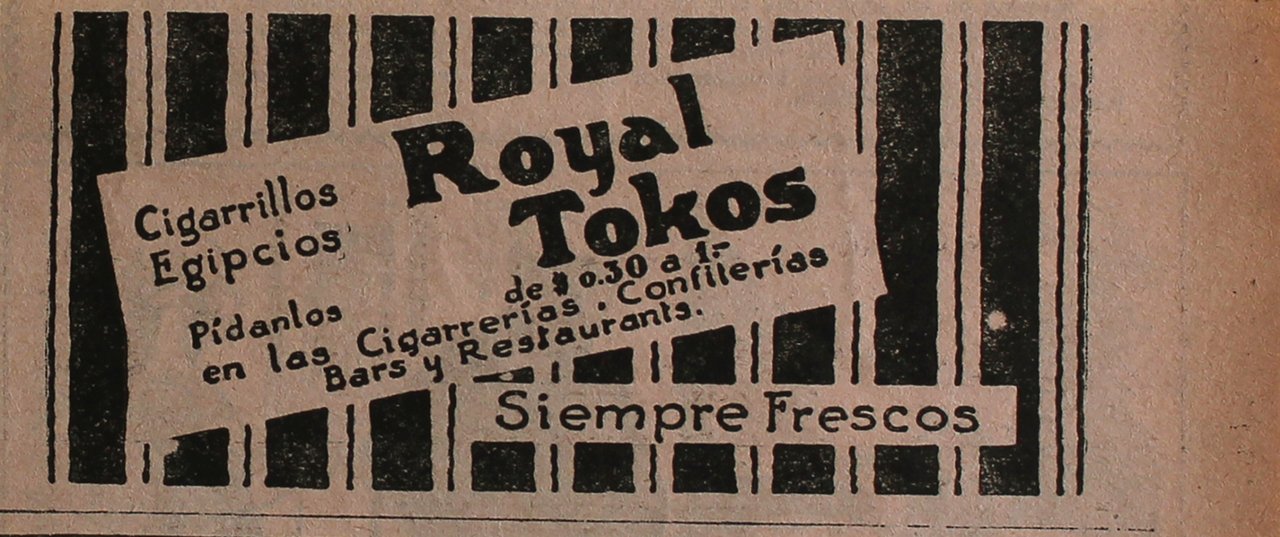 Royal
Tokos
Cigarrillos
Egipcios
de $ 0.30 a 1.-
Pídanlos
en las Cigarrerías. Confiterías
Bars y Restaurants.
Siempre Frescos